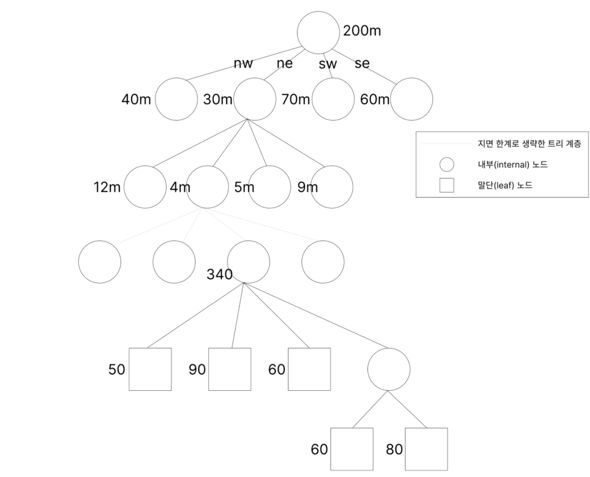 200m
nw ne sw se
40m 30m 70m 60m
지면 한계로 생략한 트리 계층
내부(internal) 노드
말단(leaf) 노드
12m 4m 5m 9m
340
50 90 60
60 80